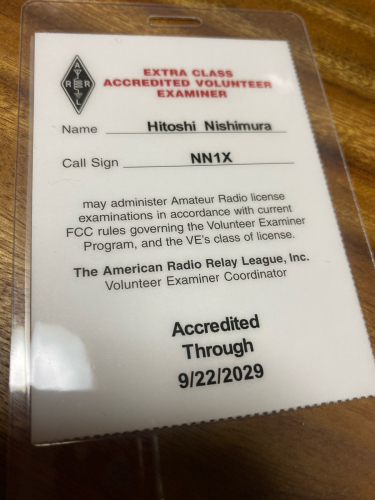 A
R R
L
EXTRA CLASS
ACCREDITED VOLUNTEER
EXAMINER
Name Hitoshi Nishimura
Call Sign NN1X
may administer Amateur Radio license
examinations in accordance with current
FCC rules governing the Volunteer Examiner
Program, and the VE's class of license.
The American Radio Relay League, Inc.
Volunteer Examiner Coordinator
Accredited
Through
9/22/2029